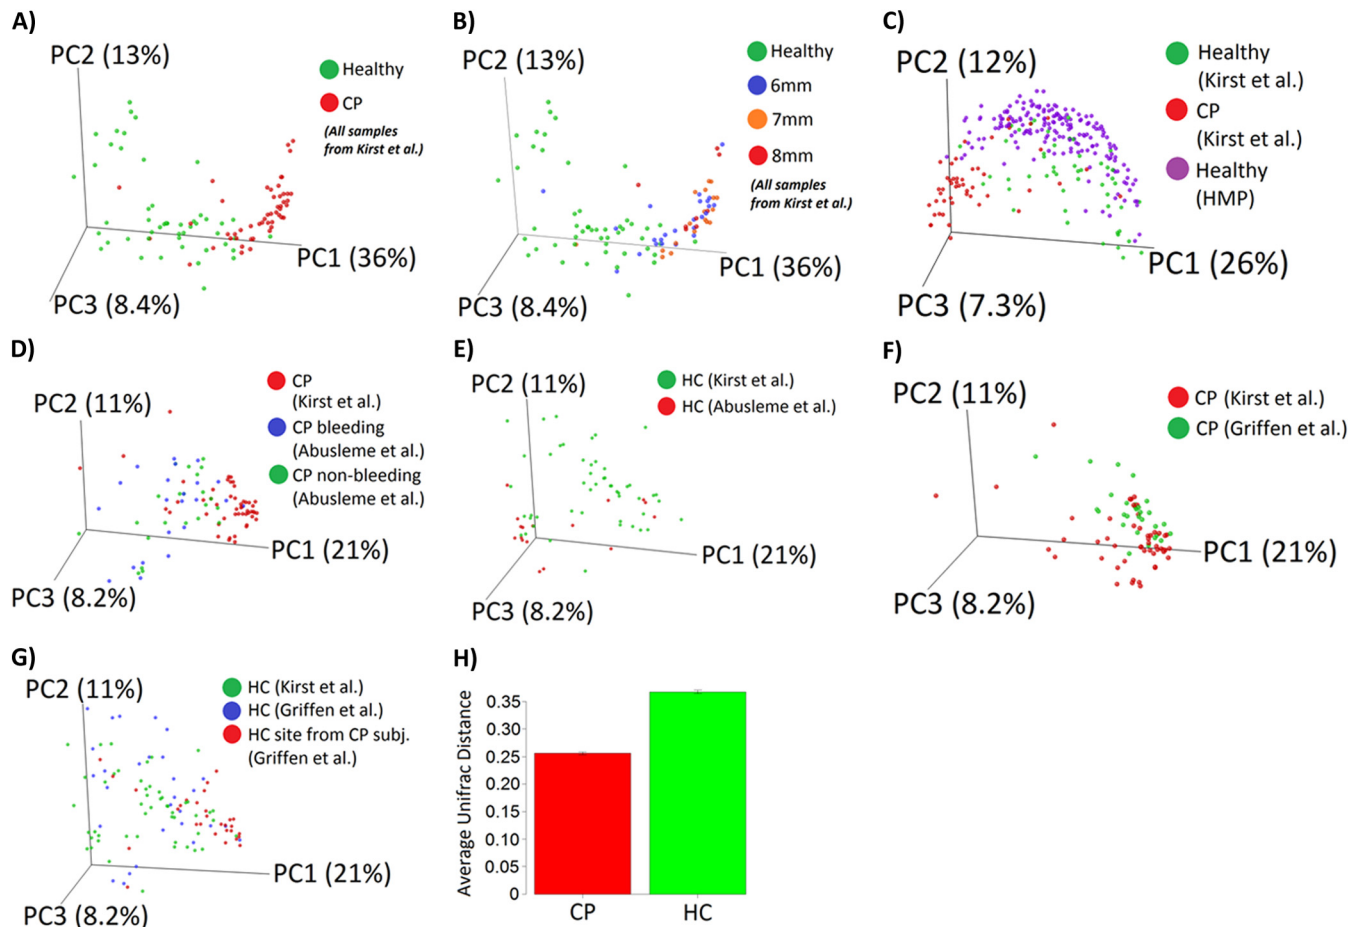 A)
PC2 (13%)
Healthy
CP
(All samples
from Kirst et al.)
PC1 (36%)
PC3 (8.4%)
B)
PC2 (13%)
Healthy
6mm
7mm
8mm
(All samples
from Kirst et al.)
PC1 (36%)
PC3 (8.4%)
C)
PC2 (12%)
Healthy
(Kirst et al.)
CP
(Kirst et al.)
Healthy
(HMP)
PC1 (26%)
PC3 (7.3%)
D)
PC2 (11%)
CP
(Kirst et al.)
CP bleeding
(Abusleme et al.)
CP non-bleeding
(Abusleme et al.)
PC1 (21%)
PC3 (8.2%)
E)
PC2 (11%)
HC (Kirst et al.)
HC (Abusleme et al.)
PC1 (21%)
PC3 (8.2%)
F)
PC2 (11%)
CP (Kirst et al.)
CP (Griffen et al.)
PC1 (21%)
PC3 (8.2%)
G)
PC2 (11%)
HC (Kirst et al.)
HC (Griffen et al.)
HC site from CP subj.
(Griffen et al.)
PC1 (21%)
PC3 (8.2%)
H)
Average Unifrac Distance
0.35
0.30
0.25
0.20
0.15
0.10
0.05
0
CP
HC